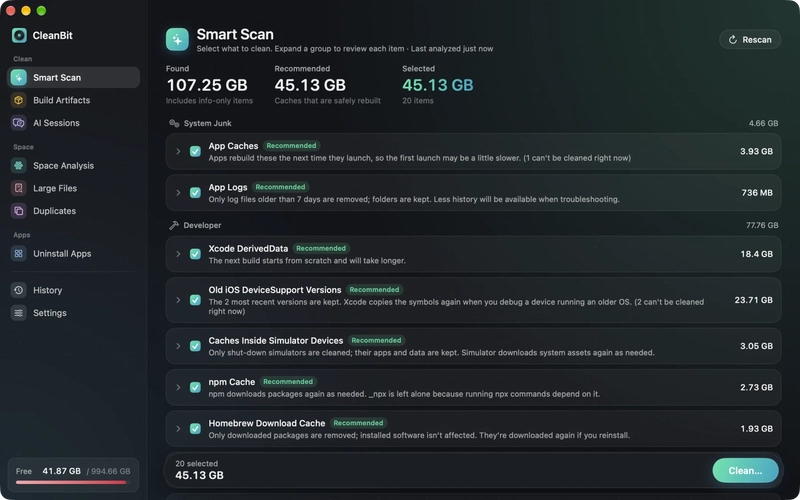 CleanBit
Clean
Smart Scan
Build Artifacts
AI Sessions
Space
Space Analysis
Large Files
Duplicates
Apps
Uninstall Apps
History
Settings
Free 41.87 GB / 994.66 GB
Smart Scan
Select what to clean. Expand a group to review each item · Last analyzed just now
Rescan
Found
107.25 GB
Includes info-only items
Recommended
45.13 GB
Caches that are safely rebuilt
Selected
45.13 GB
20 items
System Junk 4.66 GB
App Caches Recommended
Apps rebuild these the next time they launch, so the first launch may be a little slower. (1 can't be cleaned right now)
3.93 GB
App Logs Recommended
Only log files older than 7 days are removed; folders are kept. Less history will be available when troubleshooting.
736 MB
Developer 77.76 GB
Xcode DerivedData Recommended
The next build starts from scratch and will take longer.
18.4 GB
Old iOS DeviceSupport Versions Recommended
The 2 most recent versions are kept. Xcode copies the symbols again when you debug a device running an older OS. (2 can't be cleaned
right now)
23.71 GB
Caches Inside Simulator Devices Recommended
Only shut-down simulators are cleaned; their apps and data are kept. Simulator downloads system assets again as needed.
3.05 GB
npm Cache Recommended
npm downloads packages again as needed. _npx is left alone because running npx commands depend on it.
2.73 GB
Homebrew Download Cache Recommended
Only downloaded packages are removed; installed software isn't affected. They're downloaded again if you reinstall.
1.93 GB
20 selected
45.13 GB
Clean...